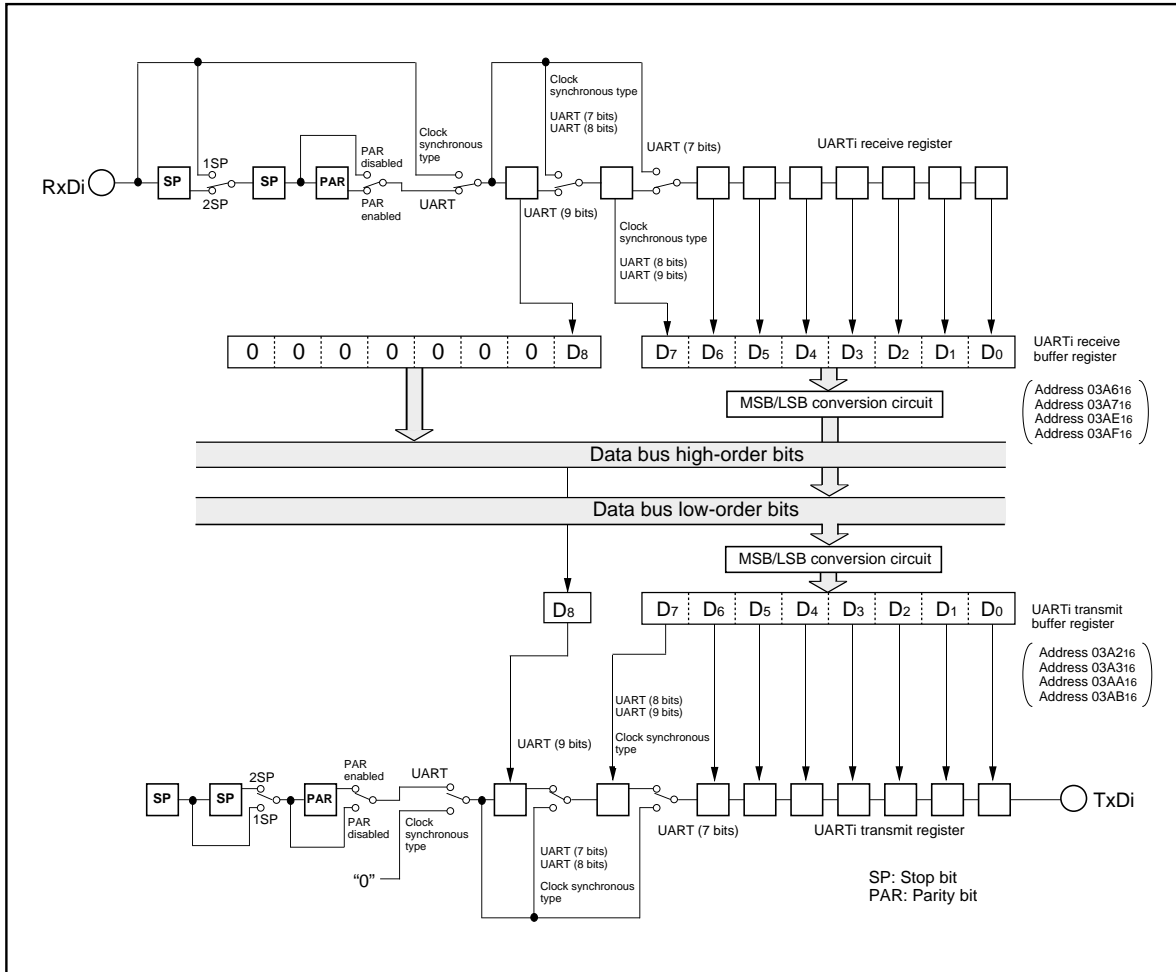 Clock
synchronous type
UART (7 bits)
UART (8 bits)
UART (7 bits)
UARTi receive register
PAR
disabled
Clock
synchronous
type
1SP
RxDi
SP
SP
PAR
2SP
PAR
enabled
UART
UART (9 bits)
Clock
synchronous type
UART (8 bits)
UART (9 bits)
0 0 0 0 0 0 0 D8
D7 D6 D5 D4 D3 D2 D1 D0
UARTi receive
buffer register
MSB/LSB conversion circuit
Address 03A616
Address 03A716
Address 03AE16
Address 03AF16
Data bus high-order bits
Data bus low-order bits
MSB/LSB conversion circuit
D8
D7 D6 D5 D4 D3 D2 D1 D0
UARTi transmit
buffer register
Address 03A216
Address 03A316
Address 03AA16
Address 03AB16
UART (8 bits)
UART (9 bits)
Clock synchronous
type
UART (9 bits)
PAR
enabled
UART
2SP
SP
SP
PAR
TxDi
1SP
PAR
disabled
Clock
synchronous
type
UART (7 bits)
UARTi transmit register
UART (7 bits)
UART (8 bits)
Clock synchronous
type
“0”
SP: Stop bit
PAR: Parity bit